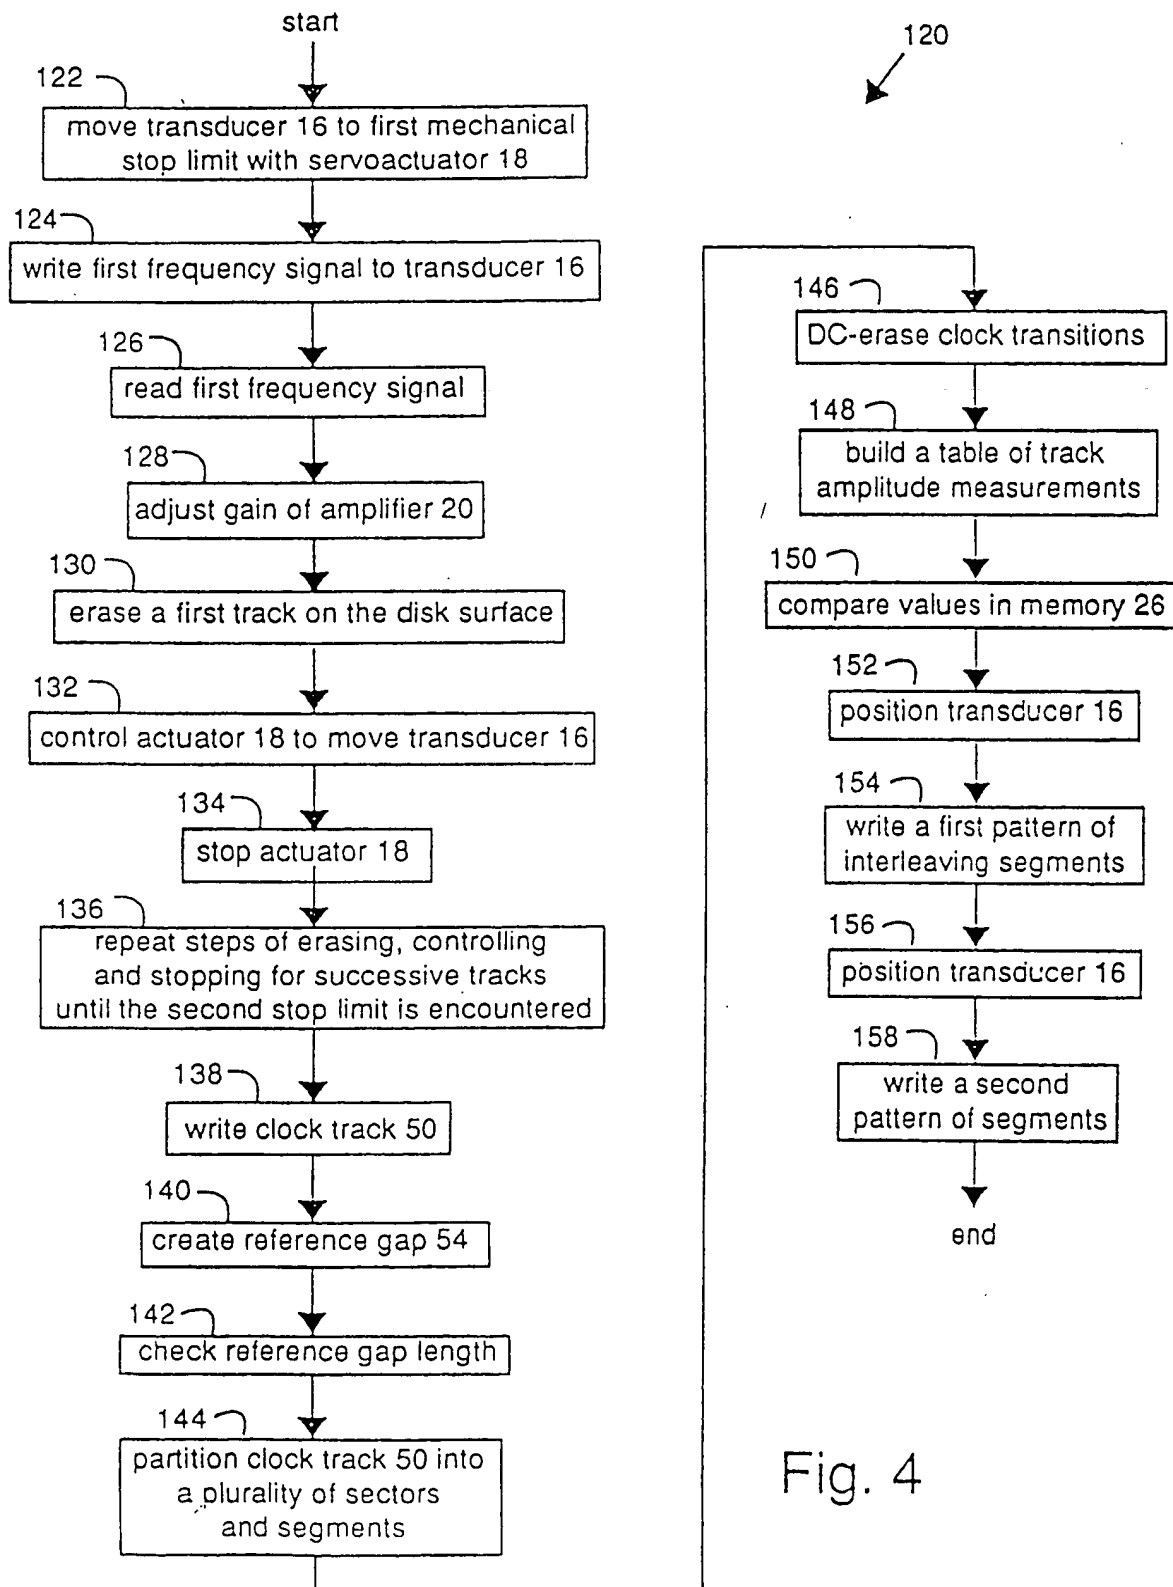 start
122
move transducer 16 to first mechanical
stop limit with servoactuator 18
124
write first frequency signal to transducer 16
126
read first frequency signal
128
adjust gain of amplifier 20
130
erase a first track on the disk surface
132
control actuator 18 to move transducer 16
134
stop actuator 18
136
repeat steps of erasing, controlling
and stopping for successive tracks
until the second stop limit is encountered
138
write clock track 50
140
create reference gap 54
142
check reference gap length
144
partition clock track 50 into
a plurality of sectors
and segments
120
146
DC-erase clock transitions
148
build a table of track
amplitude measurements
150
compare values in memory 26
152
position transducer 16
154
write a first pattern of
interleaving segments
156
position transducer 16
158
write a second
pattern of segments
end
Fig. 4